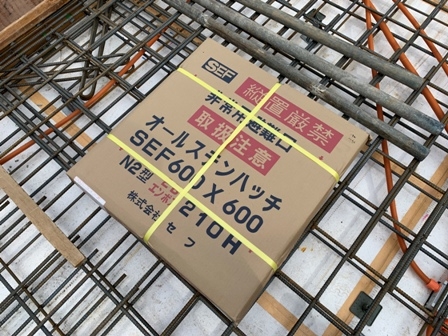 SEF
縦置厳禁
非常用避難口
取扱注意
オールステンハッチ
SEF600X600
N2型 210H
株式会社セフ